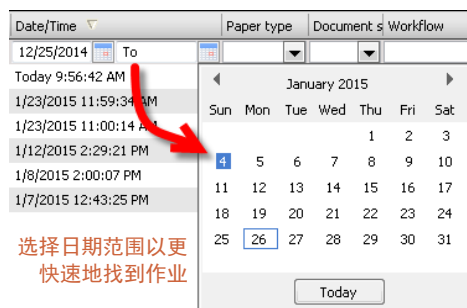 Date/Time Paper type Document s Workflow
12/25/2014 To
Today 9:56:42 AM
1/23/2015 11:59:34 AM
1/23/2015 11:00:14 AM
1/12/2015 2:29:21 PM
1/8/2015 2:00:07 PM
1/7/2015 12:43:25 PM
选择日期范围以更
快速地找到作业
January 2015
Sun Mon Tue Wed Thu Fri Sat
1 2 3
4 5 6 7 8 9 10
11 12 13 14 15 16 17
18 19 20 21 22 23 24
25 26 27 28 29 30 31
Today